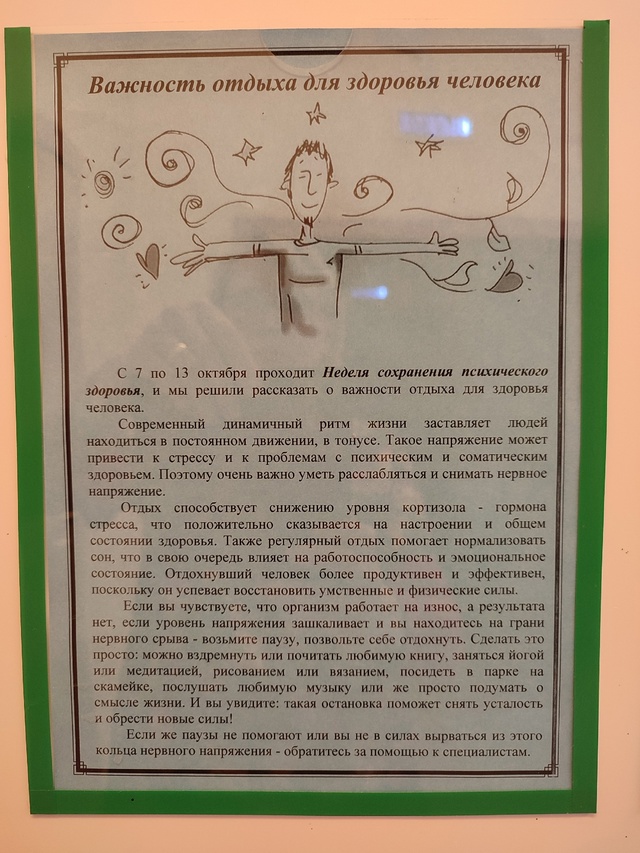 Важность отдыха для здоровья человека
С 7 по 13 октября проходит Неделя сохранения психического
здоровья, и мы решили рассказать о важности отдыха для здоровья
человека.
Современный динамичный ритм жизни заставляет людей
находиться в постоянном движении, в тонусе. Такое напряжение может
привести к стрессу и к проблемам с психическим и соматическим
здоровьем. Поэтому очень важно уметь расслабляться и снимать нервное
напряжение.
Отдых способствует снижению уровня кортизола - гормона
стресса, что положительно сказывается на настроении и общем
состоянии здоровья. Также регулярный отдых помогает нормализовать
сон, что в свою очередь влияет на работоспособность и эмоциональное
состояние. Отдохнувший человек более продуктивен и эффективен,
поскольку он успевает восстановить умственные и физические силы.
Если вы чувствуете, что организм работает на износ, а результата
нет, если уровень напряжения зашкаливает и вы находитесь на грани
нервного срыва - возьмите паузу, позвольте себе отдохнуть. Сделать это
просто: можно вздремнуть или почитать любимую книгу, заняться йогой
или медитацией, рисованием или вязанием, посидеть в парке на
скамейке, послушать любимую музыку или же просто подумать о
смысле жизни. И вы увидите: такая остановка поможет снять усталость
и обрести новые силы!
Если же паузы не помогают или вы не в силах вырваться из этого
кольца нервного напряжения - обратитесь за помощью к специалистам.